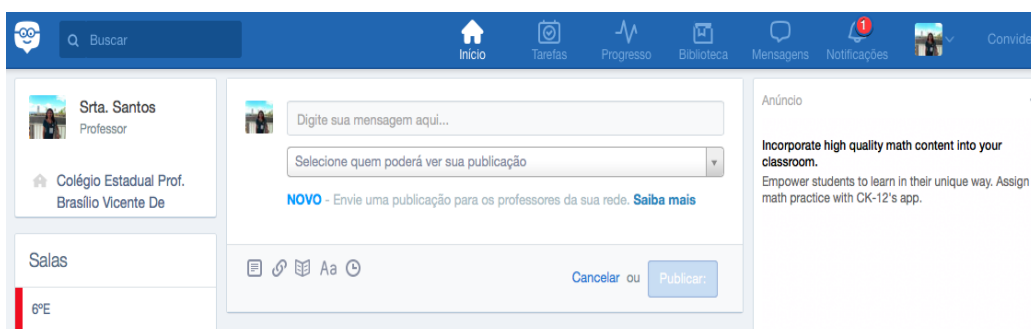 Buscar
Início
Tarefas
Progresso
Biblioteca
Mensagens
1
Notificações
Srta. Santos
Professor
Colégio Estadual Prof.
Brasílio Vicente De
Salas
6ºE
Digite sua mensagem aqui...
Selecione quem poderá ver sua publicação
NOVO - Envie uma publicação para os professores da sua rede. Saiba mais
Aa
Cancelar ou Publicar:
Anúncio
Incorporate high quality math content into your
classroom.
Empower students to learn in their unique way. Assign
math practice with CK-12's app.